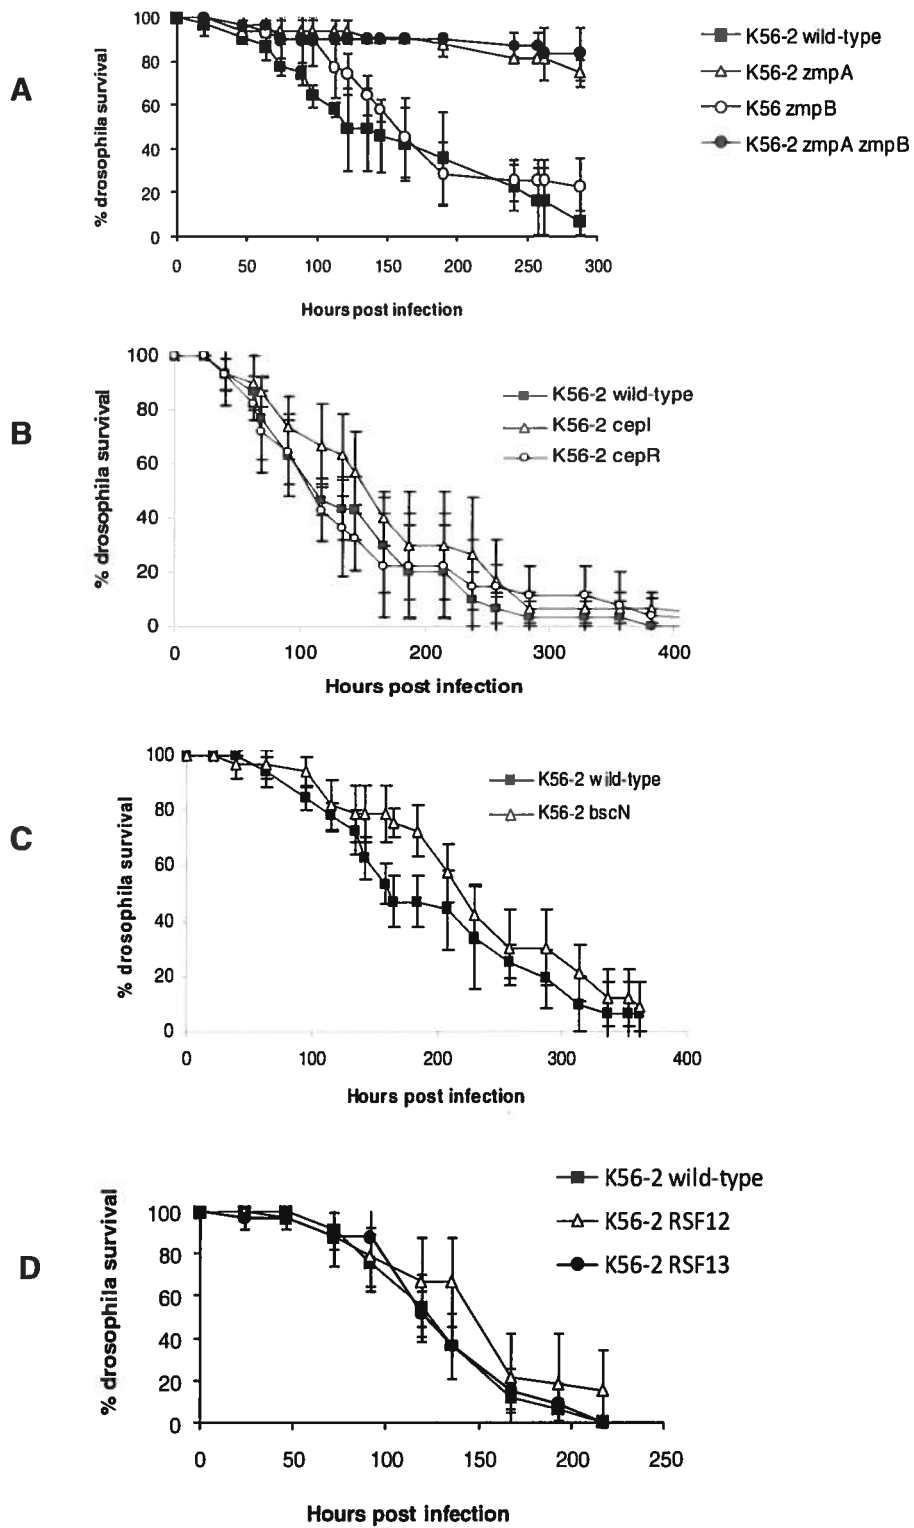 A
% drosophila survival
100
80
60
40
20
0
0 50 100 150 200 250 300
Hours post infection
K56-2 wild-type
K56-2 zmpA
K56 zmpB
K56-2 zmpA zmpB
B
% drosophila survival
100
80
60
40
20
0
0 100 200 300 400
Hours post infection
K56-2 wild-type
K56-2 cepI
K56-2 cepR
C
% drosophila survival
100
80
60
40
20
0
0 100 200 300 400
Hours post infection
K56-2 wild-type
K56-2 bscN
D
% drosophila survival
100
80
60
40
20
0
0 50 100 150 200 250
Hours post infection
K56-2 wild-type
K56-2 RSF12
K56-2 RSF13